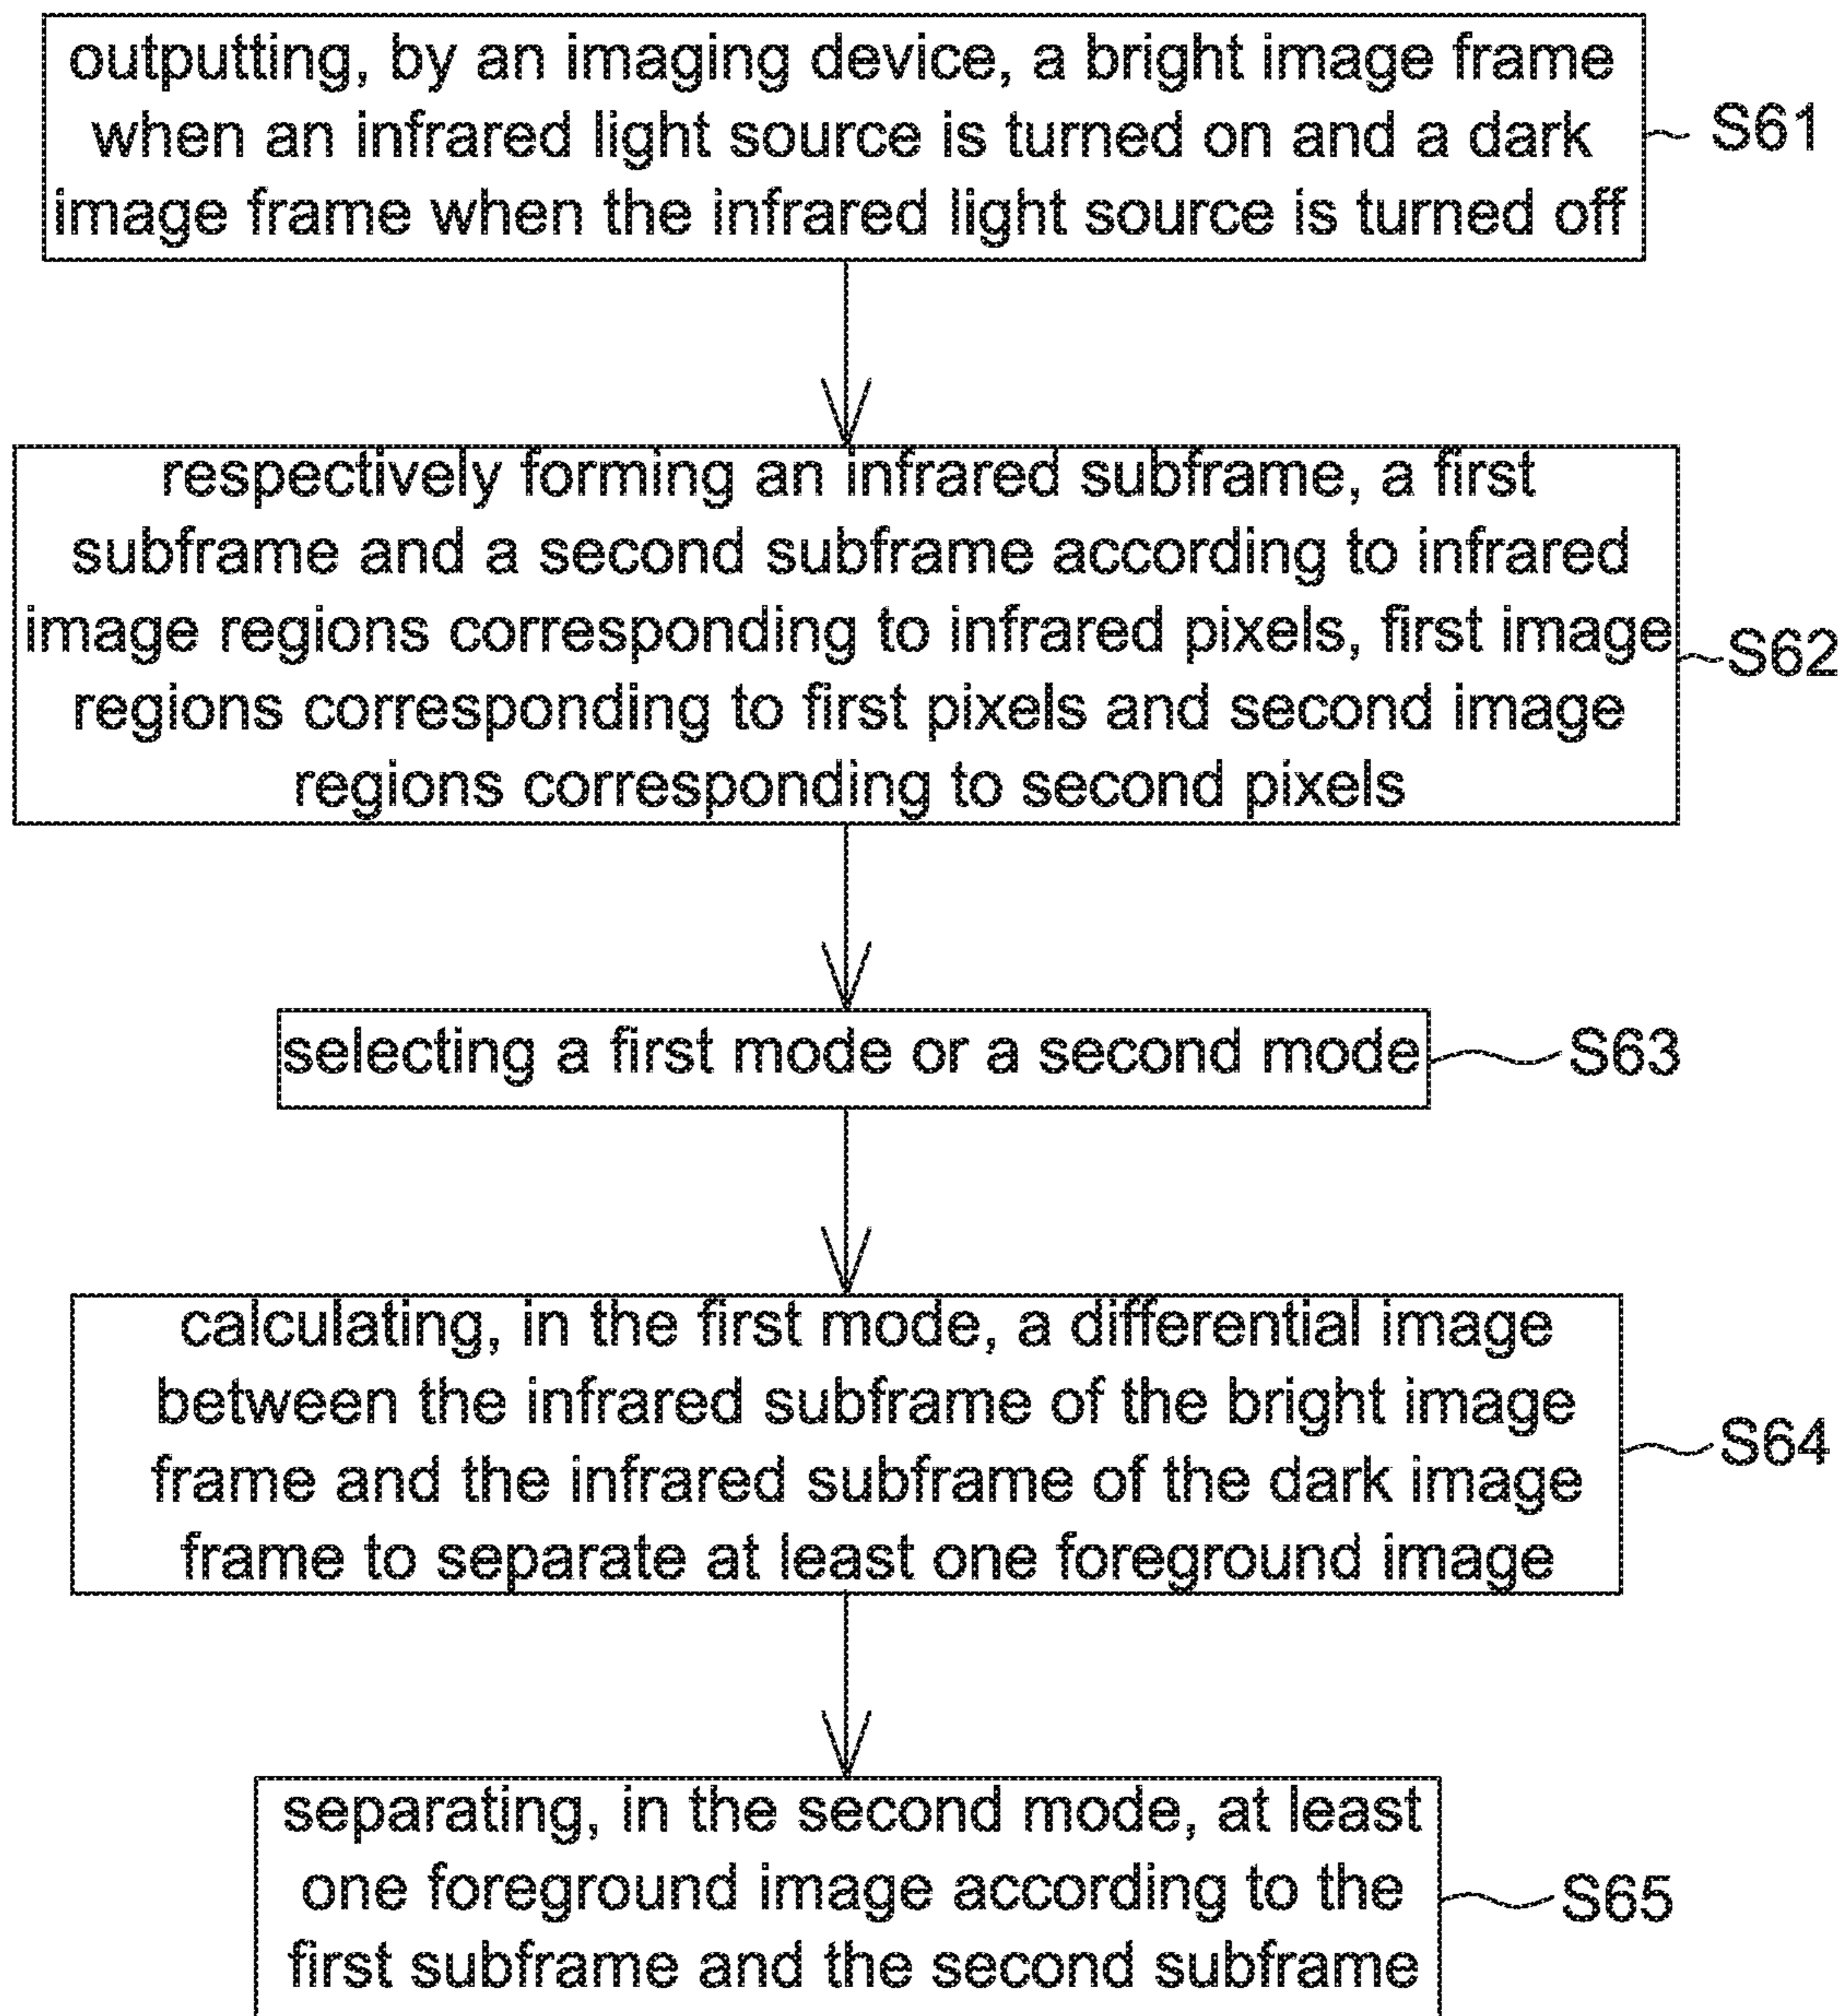 outputting, by an imaging device, a bright image frame
when an infrared light source is turned on and a dark
image frame when the infrared light source is turned off
S61
respectively forming an infrared subframe, a first
subframe and a second subframe according to infrared
image regions corresponding to infrared pixels, first image
regions corresponding to first pixels and second image
regions corresponding to second pixels
S62
selecting a first mode or a second mode
S63
calculating, in the first mode, a differential image
between the infrared subframe of the bright image
frame and the infrared subframe of the dark image
frame to separate at least one foreground image
S64
separating, in the second mode, at least
one foreground image according to the
first subframe and the second subframe
S65